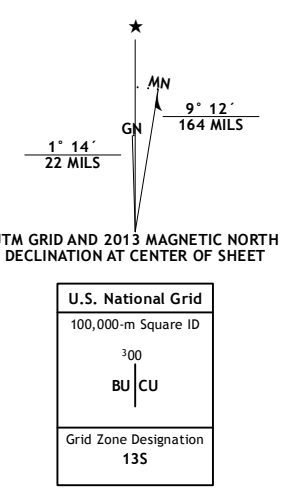 ★
MN
GN
9° 12´
164 MILS
1° 14´
22 MILS
UTM GRID AND 2013 MAGNETIC NORTH
DECLINATION AT CENTER OF SHEET
U.S. National Grid
100,000-m Square ID
³00
BU CU
Grid Zone Designation
13S